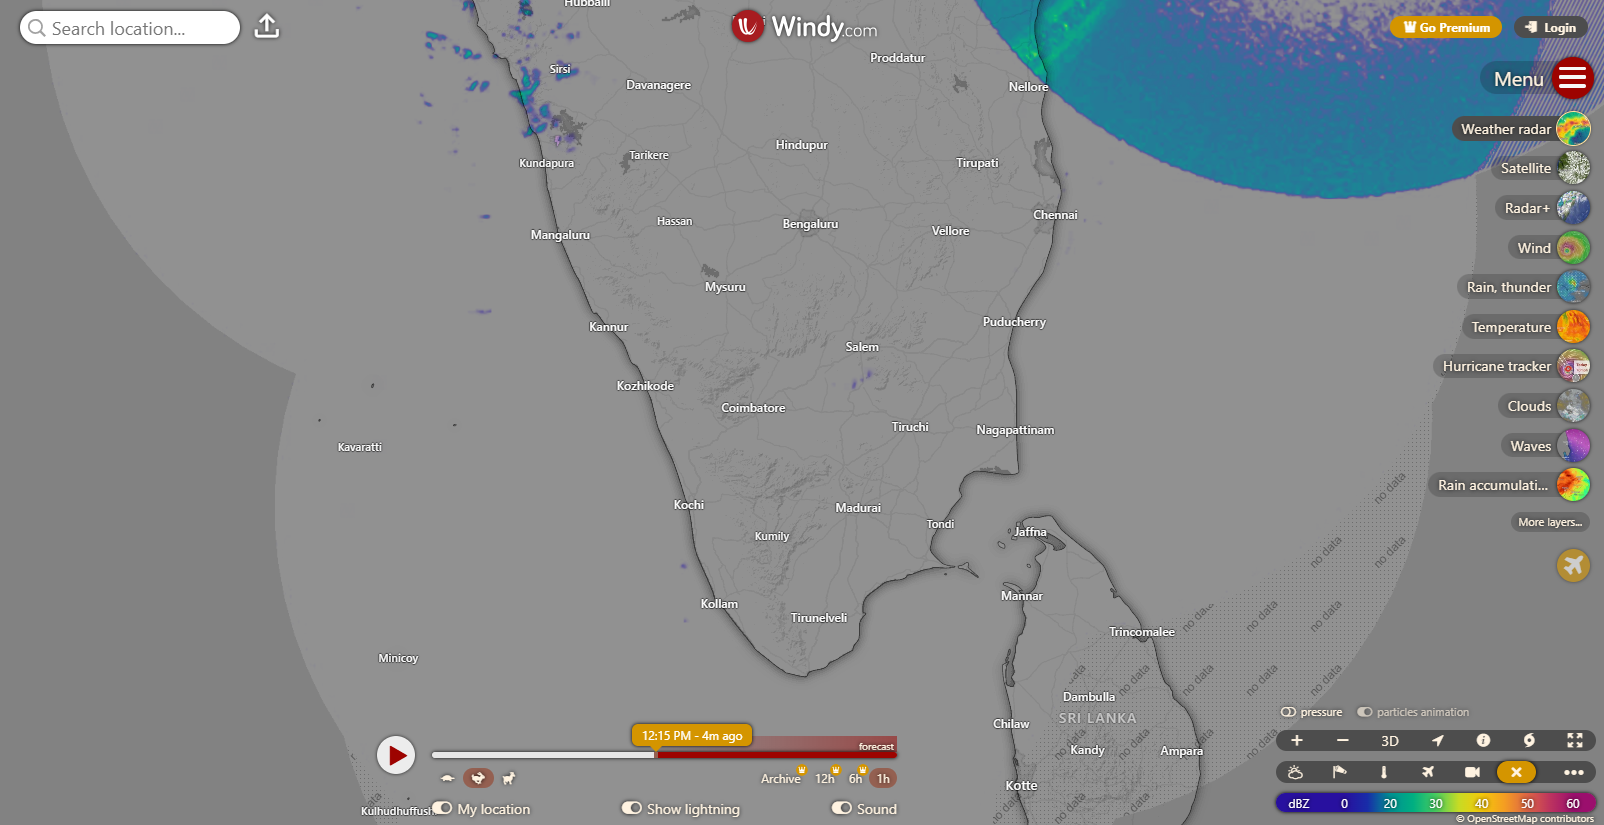 Hubballi
Search location...
Windy.com
Go Premium
Login
Sirsi
Proddatur
Davanagere
Nellore
Menu
Weather radar
Hindupur
Kundapura
Tarikere
Tirupati
Satellite
Radar+
Hassan
Bengaluru
Chennai
Mangaluru
Vellore
Wind
Mysuru
Rain, thunder
Kannur
Puducherry
Temperature
Salem
Hurricane tracker
Kozhikode
Coimbatore
Clouds
Tiruchi
Nagapattinam
Kavaratti
Waves
no data
Rain accumulati...
Kochi
Madurai
Tondi
Jaffna
More layers...
Kumily
no data
no data
Kollam
Tirunelveli
Mannar
no data
no data
no data
Trincomalee
Minicoy
no data
no data
no data
no data
Dambulla
SRI LANKA
Chilaw
pressure
particles animation
12:15 PM - 4m ago
forecast
Kandy
Ampara
3D
Archive
12h
6h
1h
Kotte
Kulhudhuffushi
My location
Show lightning
Sound
dBZ 0 20 30 40 50 60
© OpenStreetMap contributors